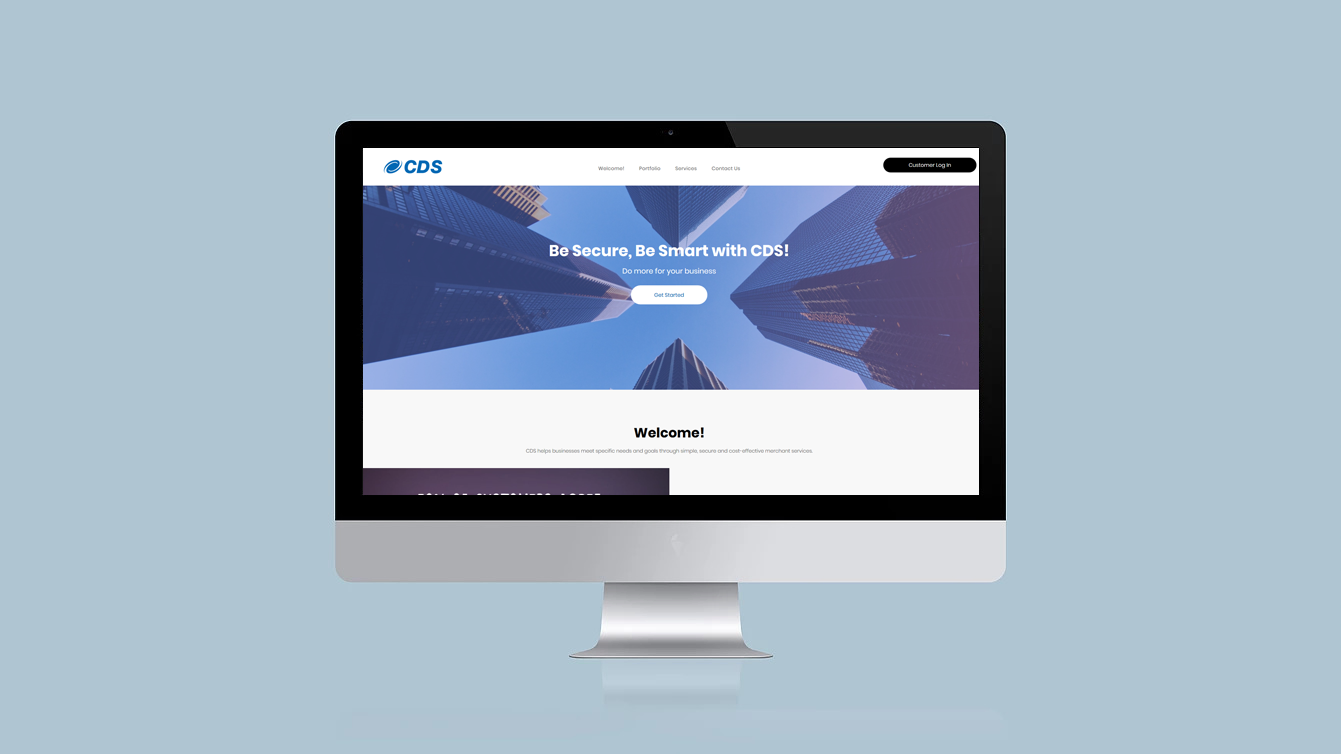 CDS
Welcome!
Portfolio
Services
Contact Us
Customer Log In
Be Secure, Be Smart with CDS!
Do more for your business
Get Started
Welcome!
CDS helps businesses meet specific needs and goals through simple, secure and cost-effective merchant services.